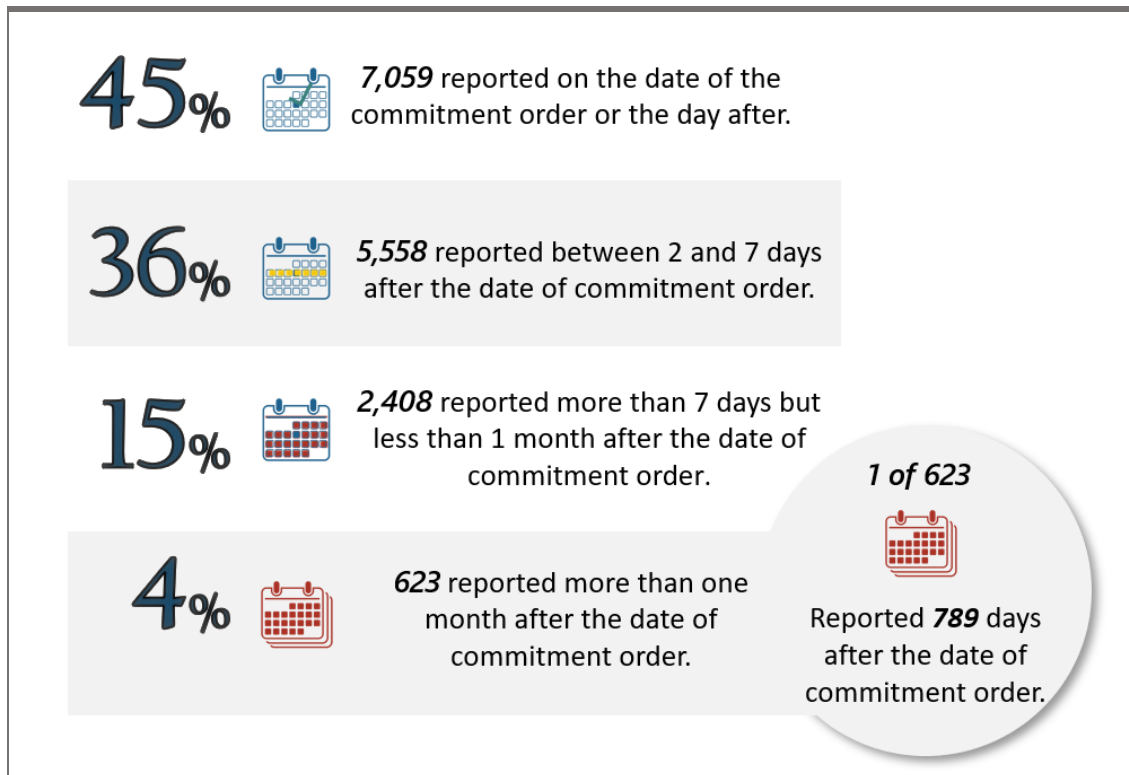 45%
7,059 reported on the date of the
commitment order or the day after.
36%
5,558 reported between 2 and 7 days
after the date of commitment order.
15%
2,408 reported more than 7 days but
less than 1 month after the date of
commitment order.
4%
623 reported more than one
month after the date of
commitment order.
1 of 623
Reported 789 days
after the date of
commitment order.